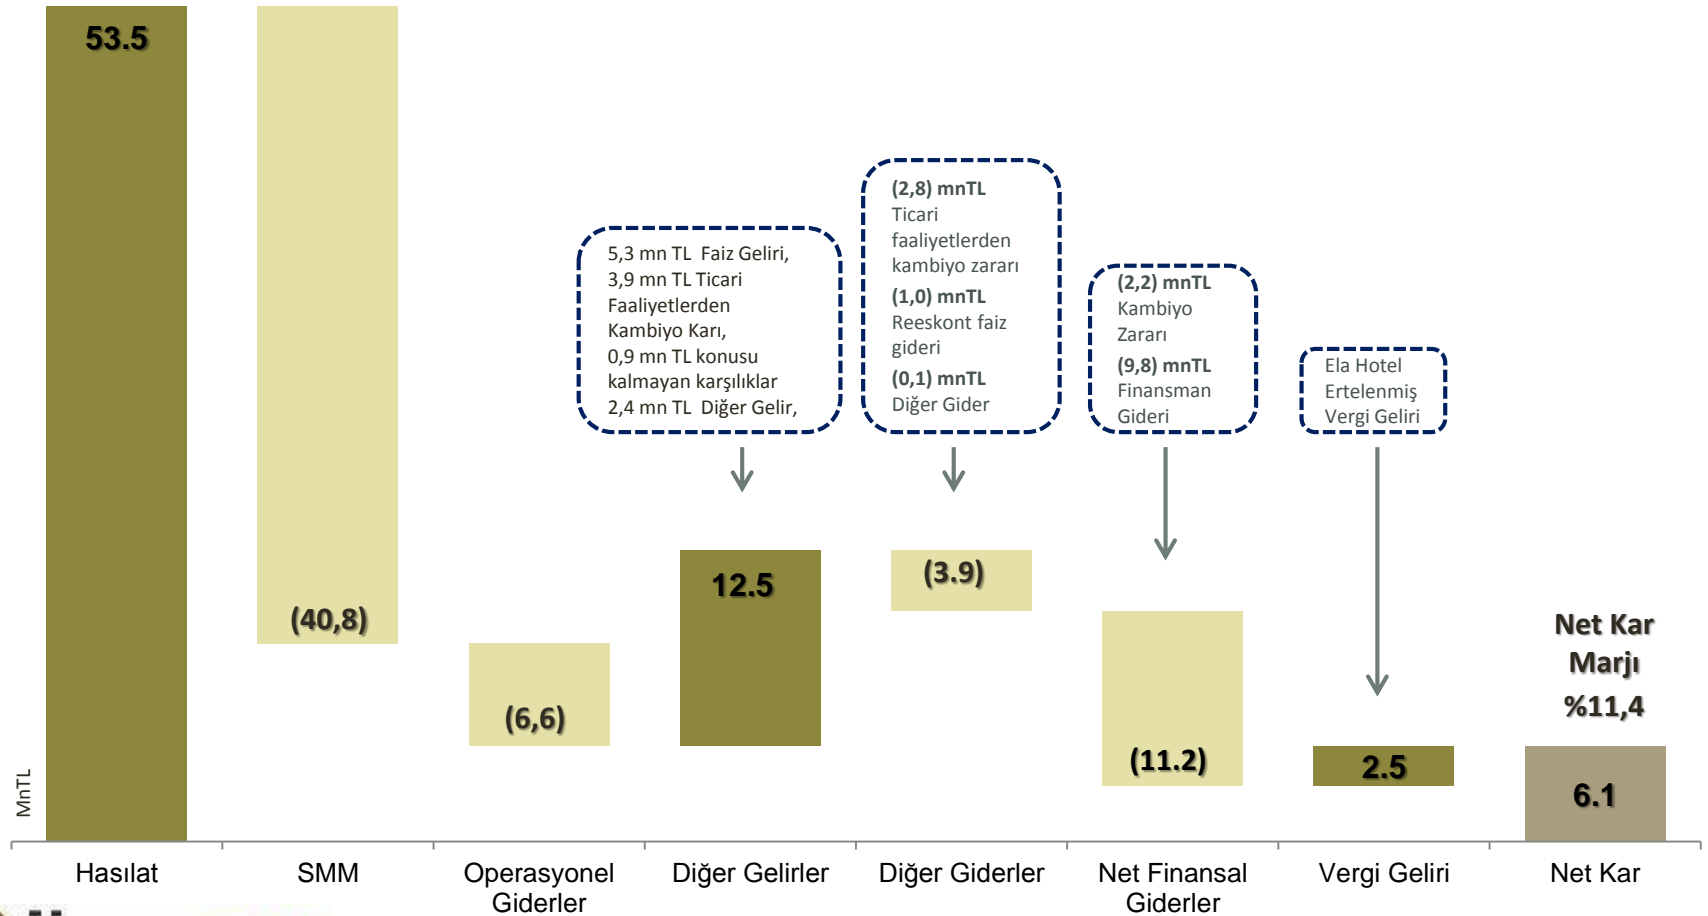 53.5
(40,8)
(6,6)
5,3 mn TL Faiz Geliri,
3,9 mn TL Ticari
Faaliyetlerden
Kambiyo Karı,
0,9 mn TL konusu
kalmayan karşılıklar
2,4 mn TL Diğer Gelir,
12.5
(2,8) mnTL
Ticari
faaliyetlerden
kambiyo zararı
(1,0) mnTL
Reeskont faiz
gideri
(0,1) mnTL
Diğer Gider
(3.9)
(2,2) mnTL
Kambiyo
Zararı
(9,8) mnTL
Finansman
Gideri
(11.2)
Ela Hotel
Ertelenmiş
Vergi Geliri
2.5
Net Kar
Marjı
%11,4
6.1
MnTL
Hasılat
SMM
Operasyonel
Giderler
Diğer Gelirler
Diğer Giderler
Net Finansal
Giderler
Vergi Geliri
Net Kar